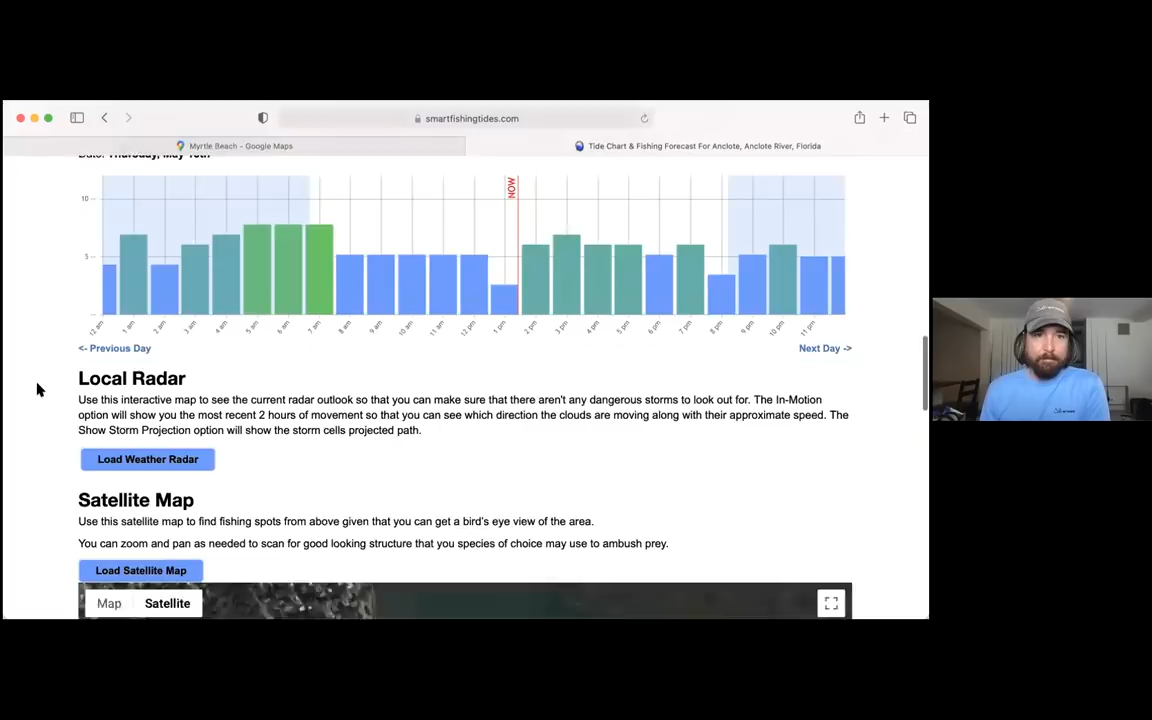 smartfishingtides.com
Myrtle Beach - Google Maps
Tide Chart & Fishing Forecast For Anclote, Anclote River, Florida
NOW
10
5
12 am
1 am
2 am
3 am
4 am
5 am
6 am
7 am
8 am
9 am
10 am
11 am
12 pm
1 pm
2 pm
3 pm
4 pm
5 pm
6 pm
7 pm
8 pm
9 pm
10 pm
11 pm
<- Previous Day
Next Day ->
Local Radar
Use this interactive map to see the current radar outlook so that you can make sure that there aren't any dangerous storms to look out for. The In-Motion
option will show you the most recent 2 hours of movement so that you can see which direction the clouds are moving along with their approximate speed. The
Show Storm Projection option will show the storm cells projected path.
Load Weather Radar
Satellite Map
Use this satellite map to find fishing spots from above given that you can get a bird's eye view of the area.
You can zoom and pan as needed to scan for good looking structure that you species of choice may use to ambush prey.
Load Satellite Map
Map
Satellite